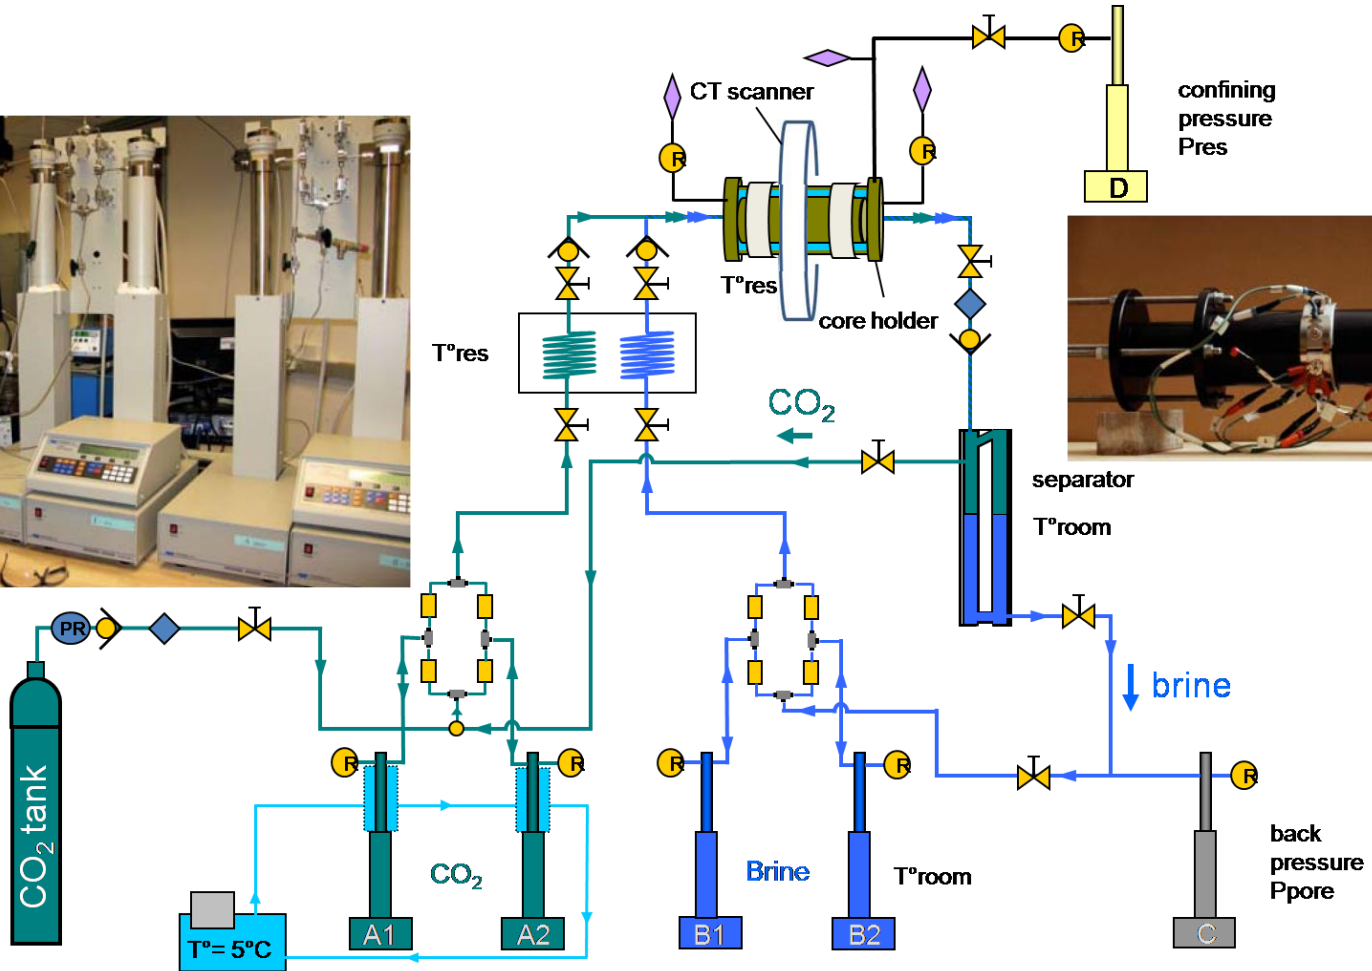 CT scanner
R
confining
pressure
Pres
R
R
D
T°res
core holder
T°res
CO2
separator
T°room
PR
brine
R
R
R
R
R
CO2 tank
CO2
Brine
T°room
back
pressure
Ppore
T°= 5°C
A1
A2
B1
B2
C